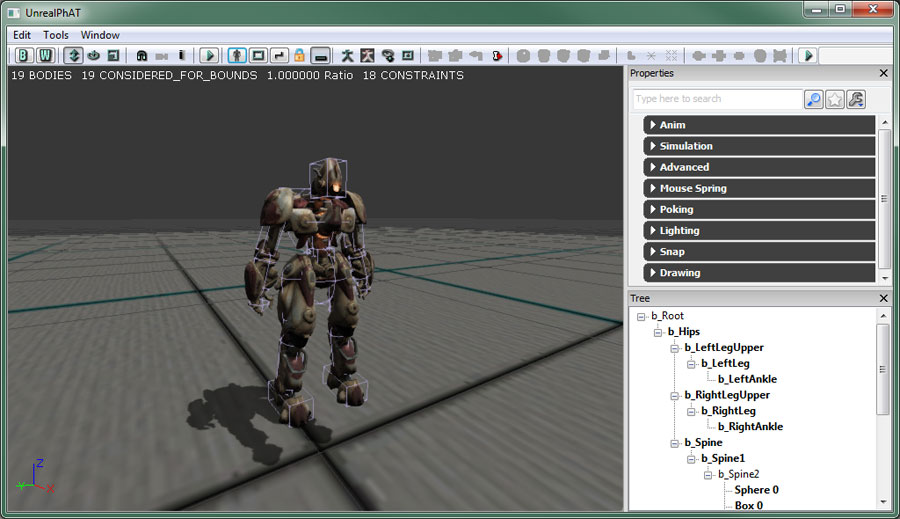 UnrealPhAT
Edit Tools Window
B W
19 BODIES 19 CONSIDERED_FOR_BOUNDS 1.000000 Ratio 18 CONSTRAINTS
Properties
Type here to search
Anim
Simulation
Advanced
Mouse Spring
Poking
Lighting
Snap
Drawing
Tree
b_Root
b_Hips
b_LeftLegUpper
b_LeftLeg
b_LeftAnkle
b_RightLegUpper
b_RightLeg
b_RightAnkle
b_Spine
b_Spine1
b_Spine2
Sphere 0
Box 0
Z
Y
X